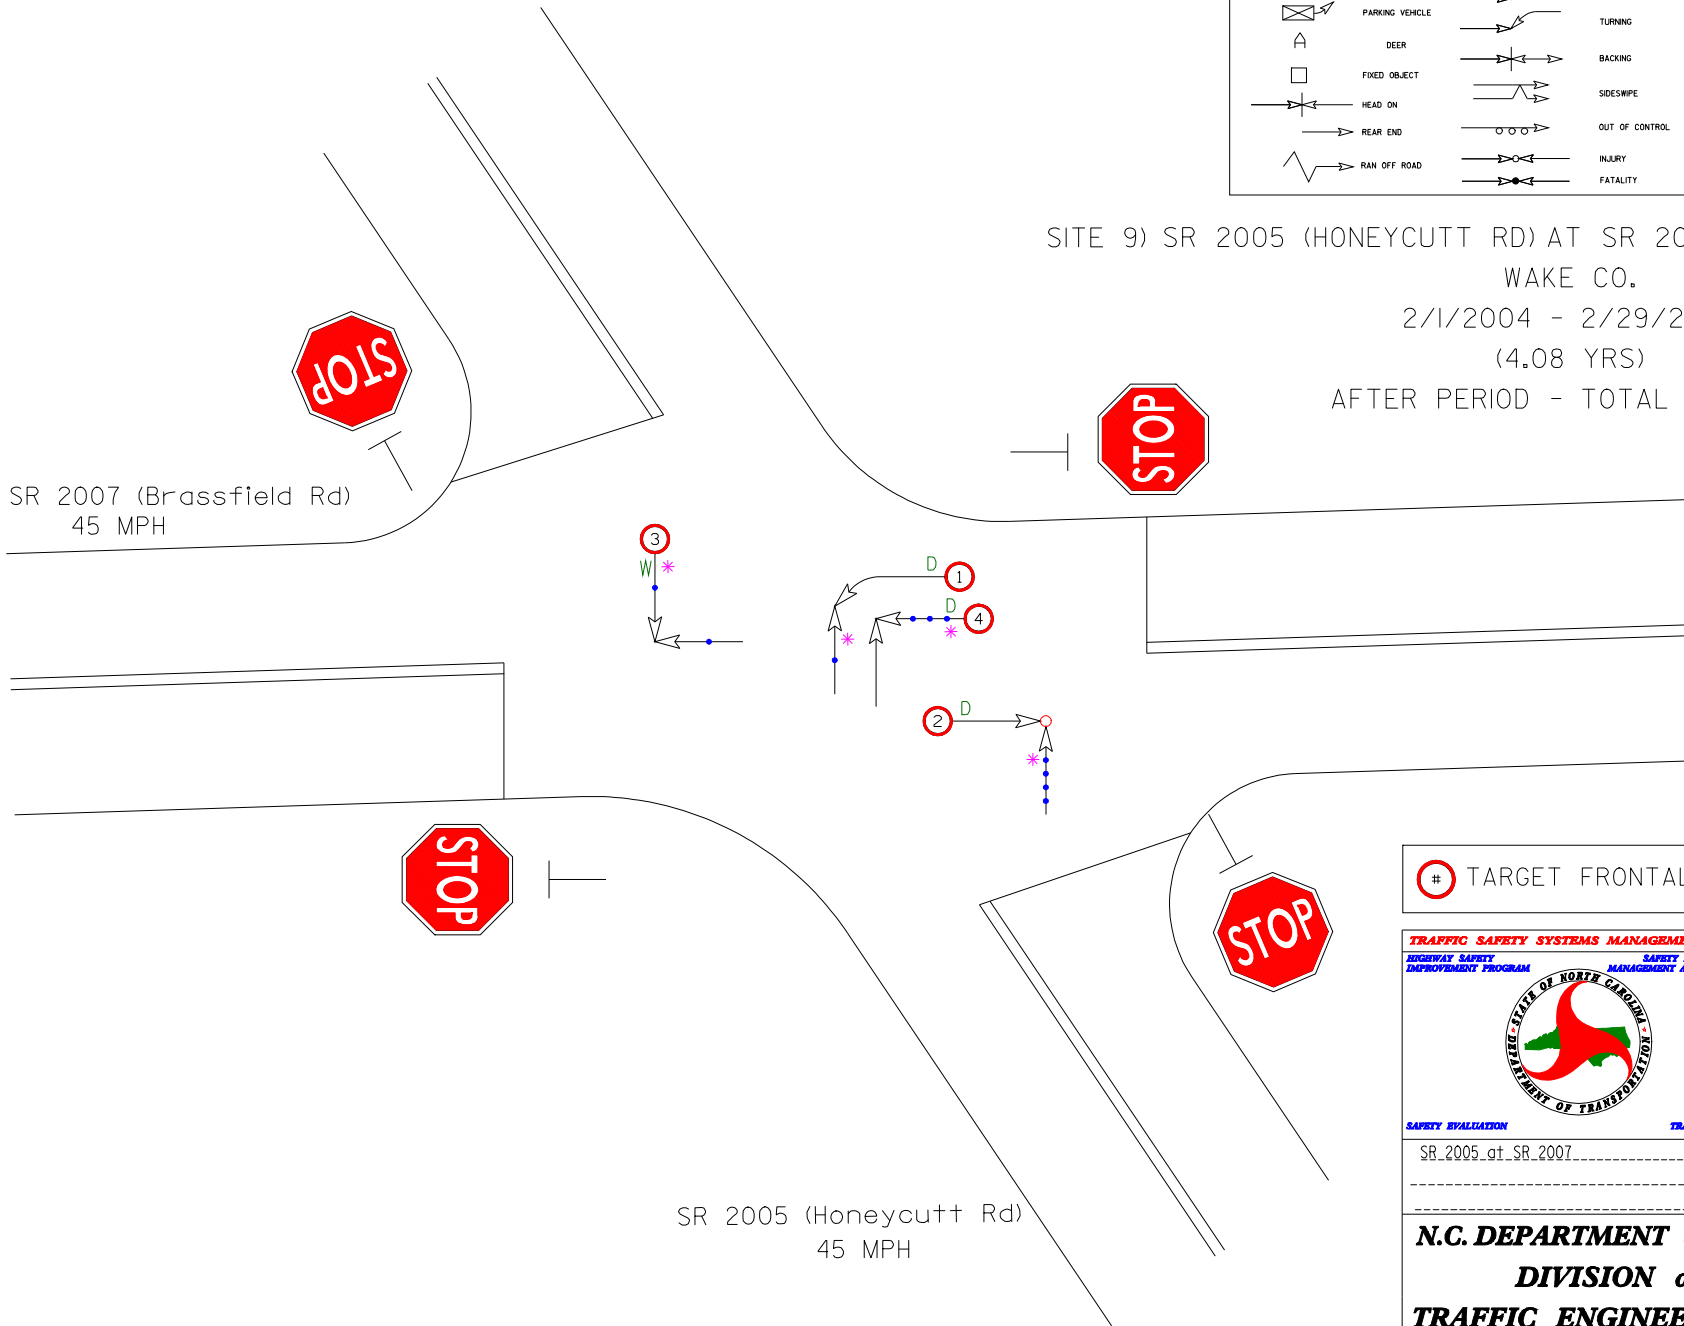 PARKING VEHICLE
TURNING
DEER
BACKING
FIXED OBJECT
SIDESWIPE
HEAD ON
OUT OF CONTROL
REAR END
INJURY
RAN OFF ROAD
FATALITY
SITE 9) SR 2005 (HONEYCUTT RD) AT SR 20
WAKE CO.
2/1/2004 - 2/29/2
(4.08 YRS)
AFTER PERIOD - TOTAL
STOP
STOP
SR 2007 (Brassfield Rd)
45 MPH
3
W
D
1
D
4
2
D
STOP
STOP
# TARGET FRONTAL
TRAFFIC SAFETY SYSTEMS MANAGEME
HIGHWAY SAFETY
IMPROVEMENT PROGRAM
SAFETY
MANAGEMENT A
STATE OF NORTH CAROLINA
DEPARTMENT OF TRANSPORTATION
SAFETY EVALUATION
TRA
SR 2005 at SR 2007
SR 2005 (Honeycutt Rd)
45 MPH
N.C. DEPARTMENT
DIVISION o
TRAFFIC ENGINEE